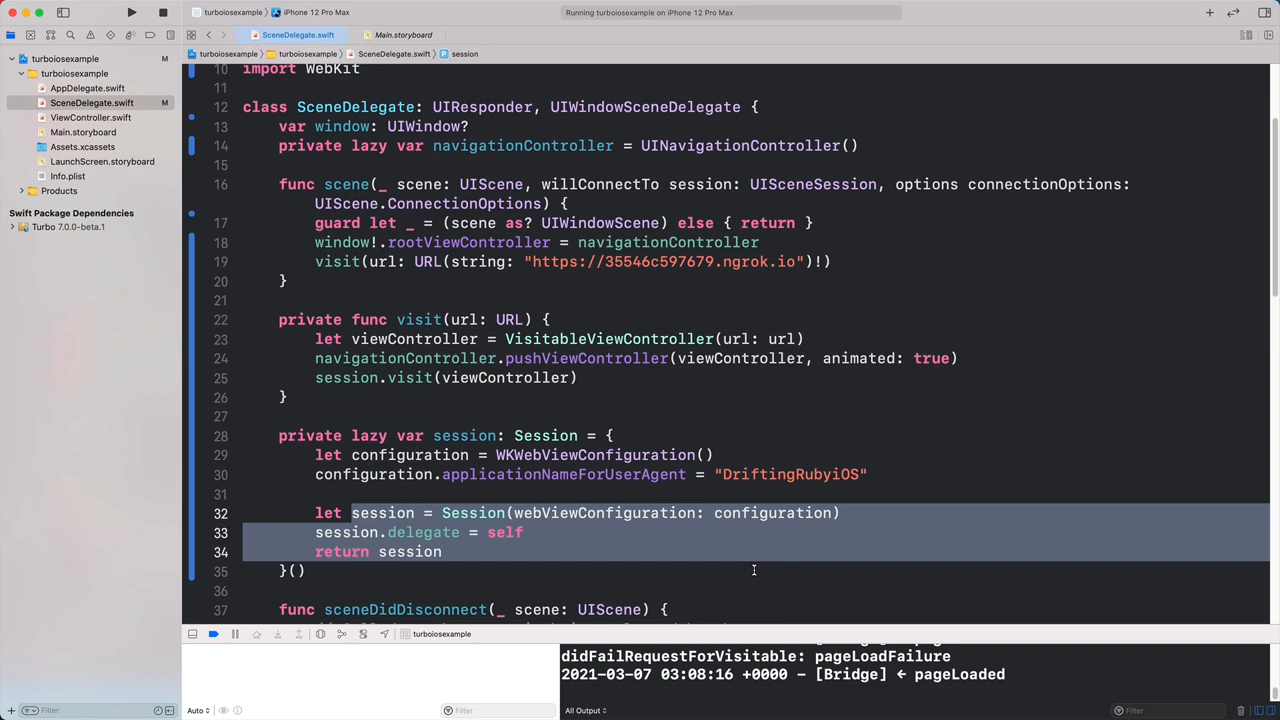 turboiosexample
iPhone 12 Pro Max
Running turboiosexample on iPhone 12 Pro Max
SceneDelegate.swift
Main.storyboard
turboiosexample
turboiosexample
SceneDelegate.swift
session
turboiosexample M
turboiosexample
AppDelegate.swift
SceneDelegate.swift M
ViewController.swift
Main.storyboard
Assets.xcassets
LaunchScreen.storyboard
Info.plist
Products
Swift Package Dependencies
Turbo 7.0.0-beta.1
10 import WebKit
11
12 class SceneDelegate: UIResponder, UIWindowSceneDelegate {
13 var window: UIWindow?
14 private lazy var navigationController = UINavigationController()
15
16 func scene(_ scene: UIScene, willConnectTo session: UISceneSession, options connectionOptions:
UIScene.ConnectionOptions) {
17 guard let _ = (scene as? UIWindowScene) else { return }
18 window!.rootViewController = navigationController
19 visit(url: URL(string: "https://35546c597679.ngrok.io")!)
20 }
21
22 private func visit(url: URL) {
23 let viewController = VisitableViewController(url: url)
24 navigationController.pushViewController(viewController, animated: true)
25 session.visit(viewController)
26 }
27
28 private lazy var session: Session = {
29 let configuration = WKWebViewConfiguration()
30 configuration.applicationNameForUserAgent = "DriftingRubyiOS"
31
32 let session = Session(webViewConfiguration: configuration)
33 session.delegate = self
34 return session
35 }()
36
37 func sceneDidDisconnect(_ scene: UIScene) {
turboiosexample
didFailRequestForVisitable: pageLoadFailure
2021-03-07 03:08:16 +0000 - [Bridge] ← pageLoaded
Filter
Auto
Filter
All Output
Filter